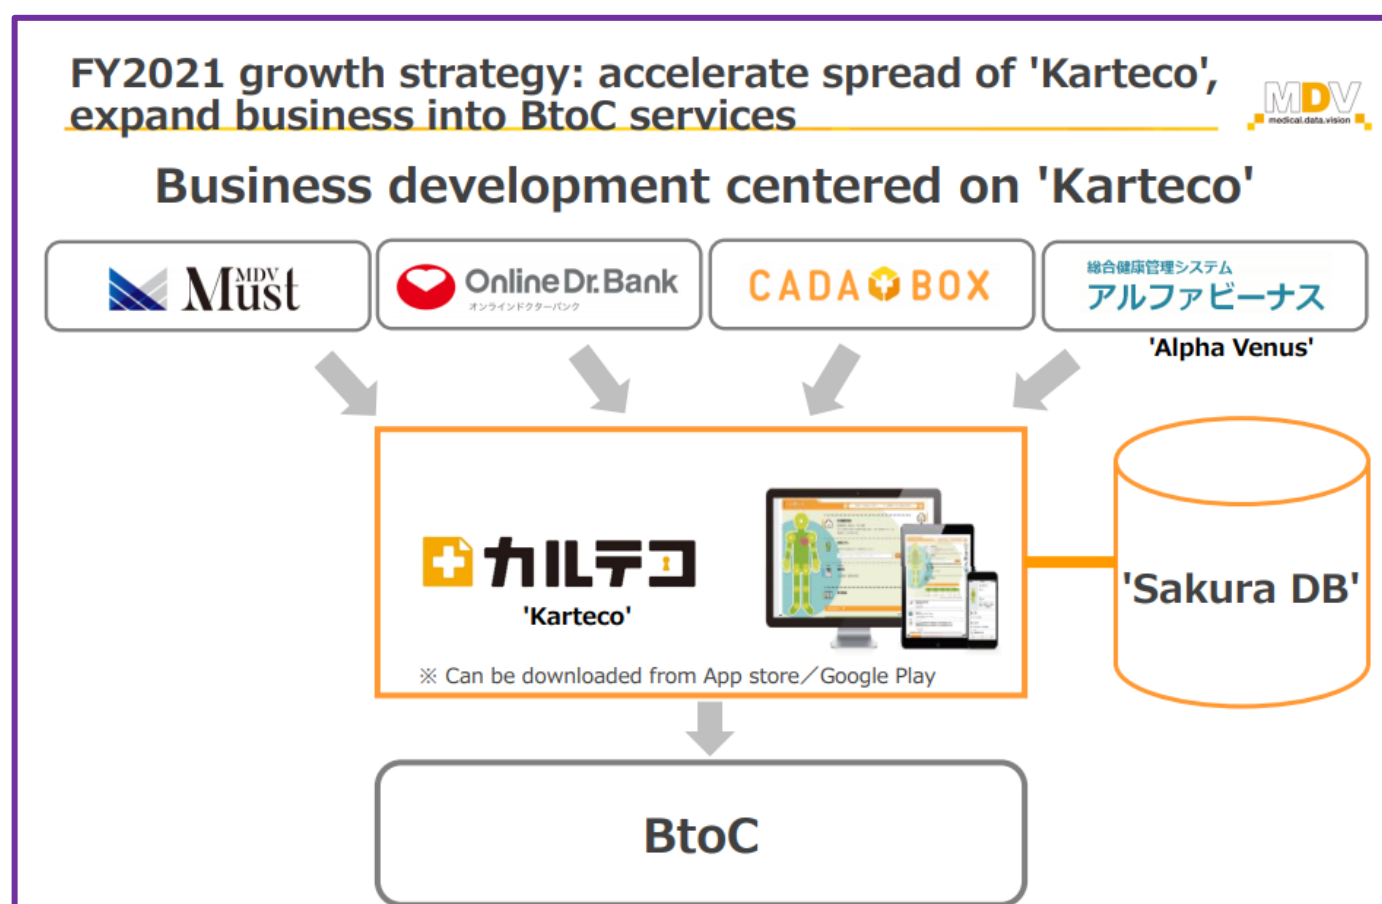 FY2021 growth strategy: accelerate spread of 'Karteco',
expand business into BtoC services
MDV
medical.data.vision
Business development centered on 'Karteco'
MDV
Must
Online Dr. Bank
オンラインドクターバンク
CADA BOX
総合健康管理システム
アルファビーナス
'Alpha Venus'
カルテコ
'Karteco'
※ Can be downloaded from App store／Google Play
'Sakura DB'
BtoC